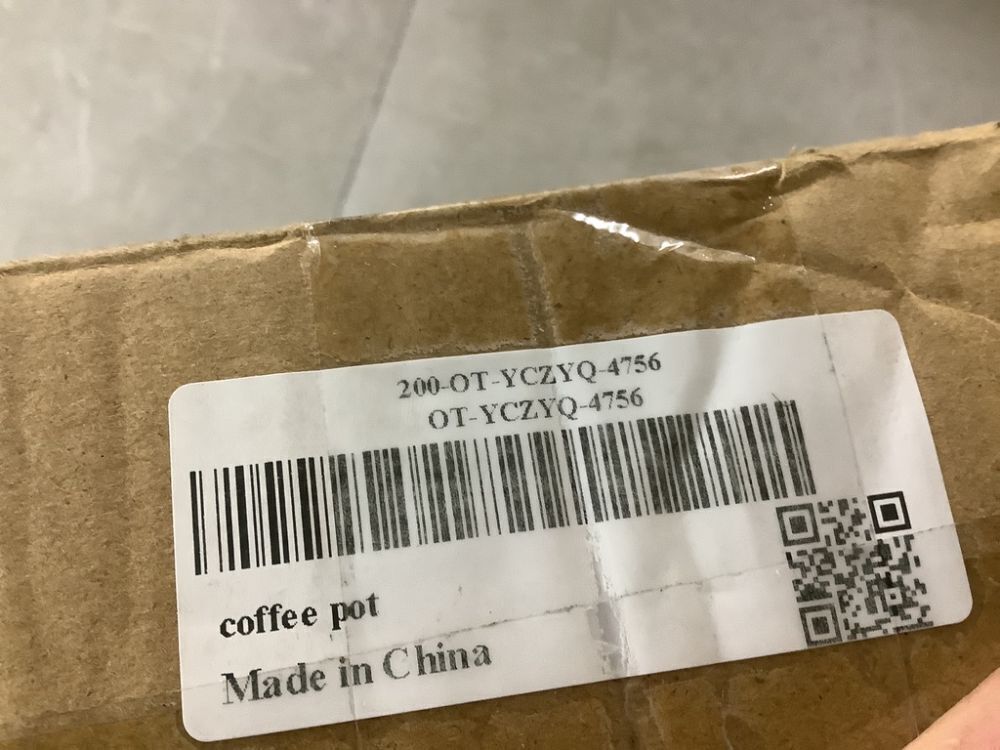 200-OT-YCZYQ-4756
OT-YCZYQ-4756
coffee pot
Made in China